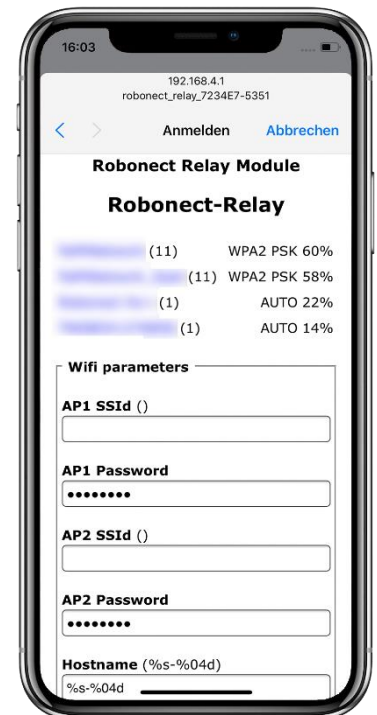 16:03
192.168.4.1
robonect_relay_7234E7-5351
Anmelden Abbrechen
Robonect Relay Module
Robonect-Relay
(11) WPA2 PSK 60%
(11) WPA2 PSK 58%
(1) AUTO 22%
(1) AUTO 14%
Wifi parameters
AP1 SSId ()
AP1 Password
••••••••
AP2 SSId ()
AP2 Password
••••••••
Hostname (%s-%04d)
%s-%04d